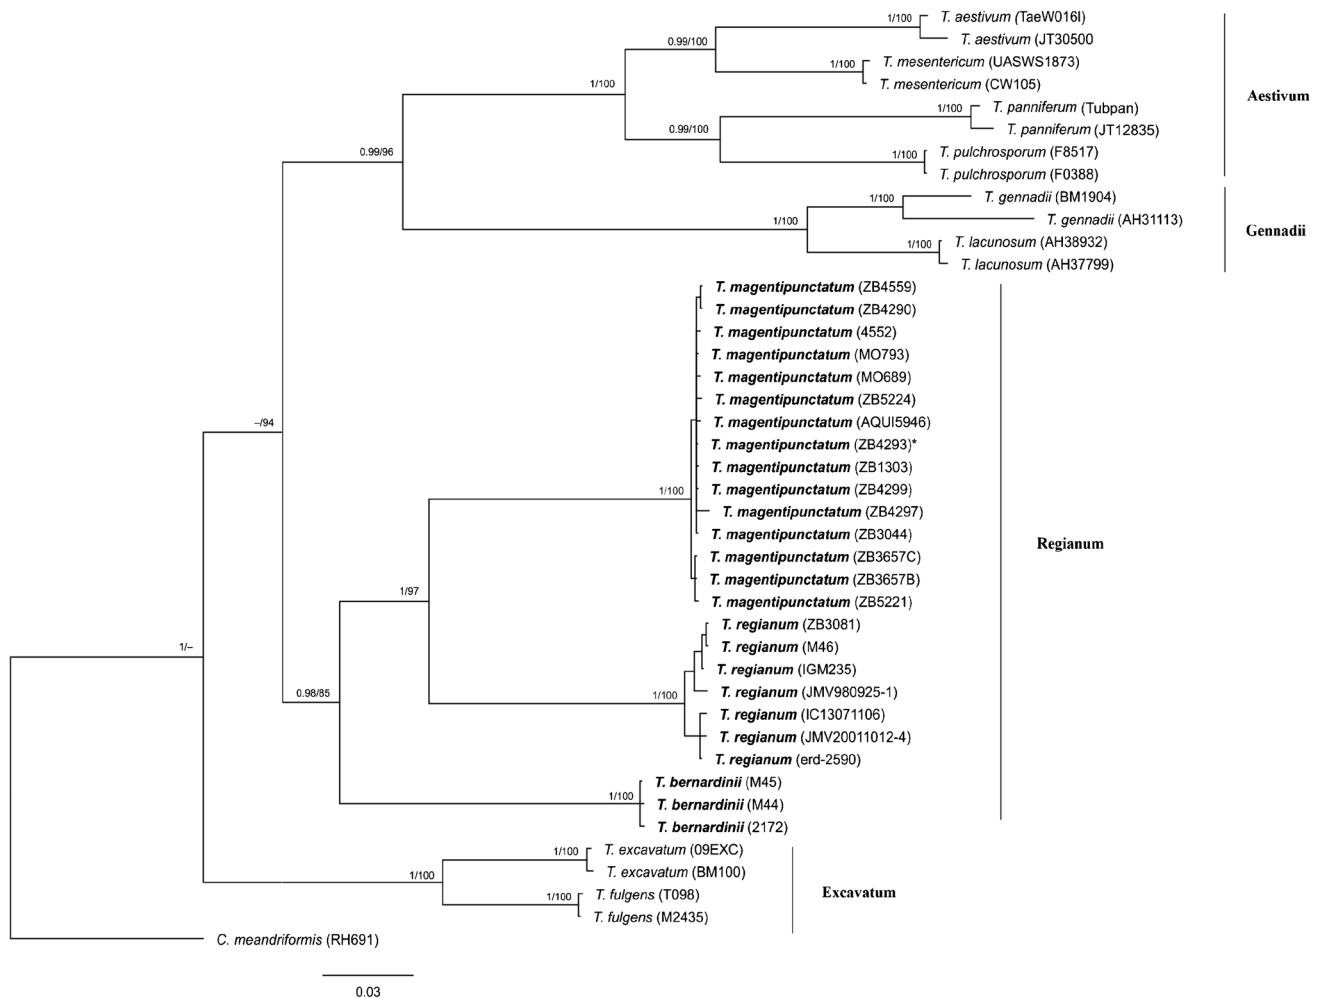 1/100
T. aestivum (TaeW016I)
T. aestivum (JT30500
0.99/100
T. mesentericum (UASWS1873)
1/100
T. mesentericum (CW105)
1/100
Aestivum
1/100
T. panniferum (Tubpan)
0.99/100
T. panniferum (JT12835)
T. pulchrosporum (F8517)
1/100
0.99/96
T. pulchrosporum (F0388)
1/100
T. gennadii (BM1904)
1/100
T. gennadii (AH31113)
Gennadii
1/100
T. lacunosum (AH38932)
T. lacunosum (AH37799)
T. magentipunctatum (ZB4559)
T. magentipunctatum (ZB4290)
T. magentipunctatum (4552)
T. magentipunctatum (MO793)
T. magentipunctatum (MO689)
T. magentipunctatum (ZB5224)
–/94
T. magentipunctatum (AQUI5946)
T. magentipunctatum (ZB4293)*
T. magentipunctatum (ZB1303)
1/100
T. magentipunctatum (ZB4299)
T. magentipunctatum (ZB4297)
T. magentipunctatum (ZB3044)
Regianum
T. magentipunctatum (ZB3657C)
T. magentipunctatum (ZB3657B)
1/97
T. magentipunctatum (ZB5221)
T. regianum (ZB3081)
1/–
T. regianum (M46)
T. regianum (IGM235)
0.98/85
1/100
T. regianum (JMV980925-1)
T. regianum (IC13071106)
T. regianum (JMV20011012-4)
T. regianum (erd-2590)
T. bernardinii (M45)
1/100
T. bernardinii (M44)
T. bernardinii (2172)
1/100
T. excavatum (09EXC)
1/100
T. excavatum (BM100)
Excavatum
1/100
T. fulgens (T098)
T. fulgens (M2435)
C. meandriformis (RH691)
0.03